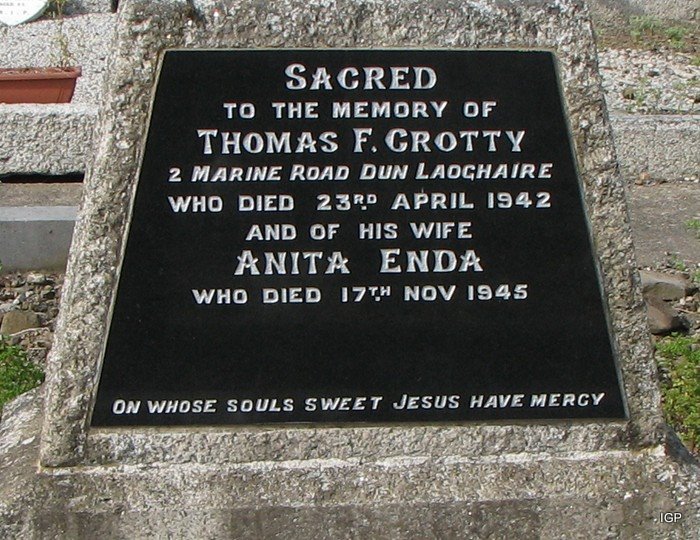 SACRED
TO THE MEMORY OF
THOMAS F. CROTTY
2 MARINE ROAD DUN LAOGHAIRE
WHO DIED 23RD. APRIL 1942
AND OF HIS WIFE
ANITA ENDA
WHO DIED 17TH. NOV 1945
ON WHOSE SOULS SWEET JESUS HAVE MERCY
IGP